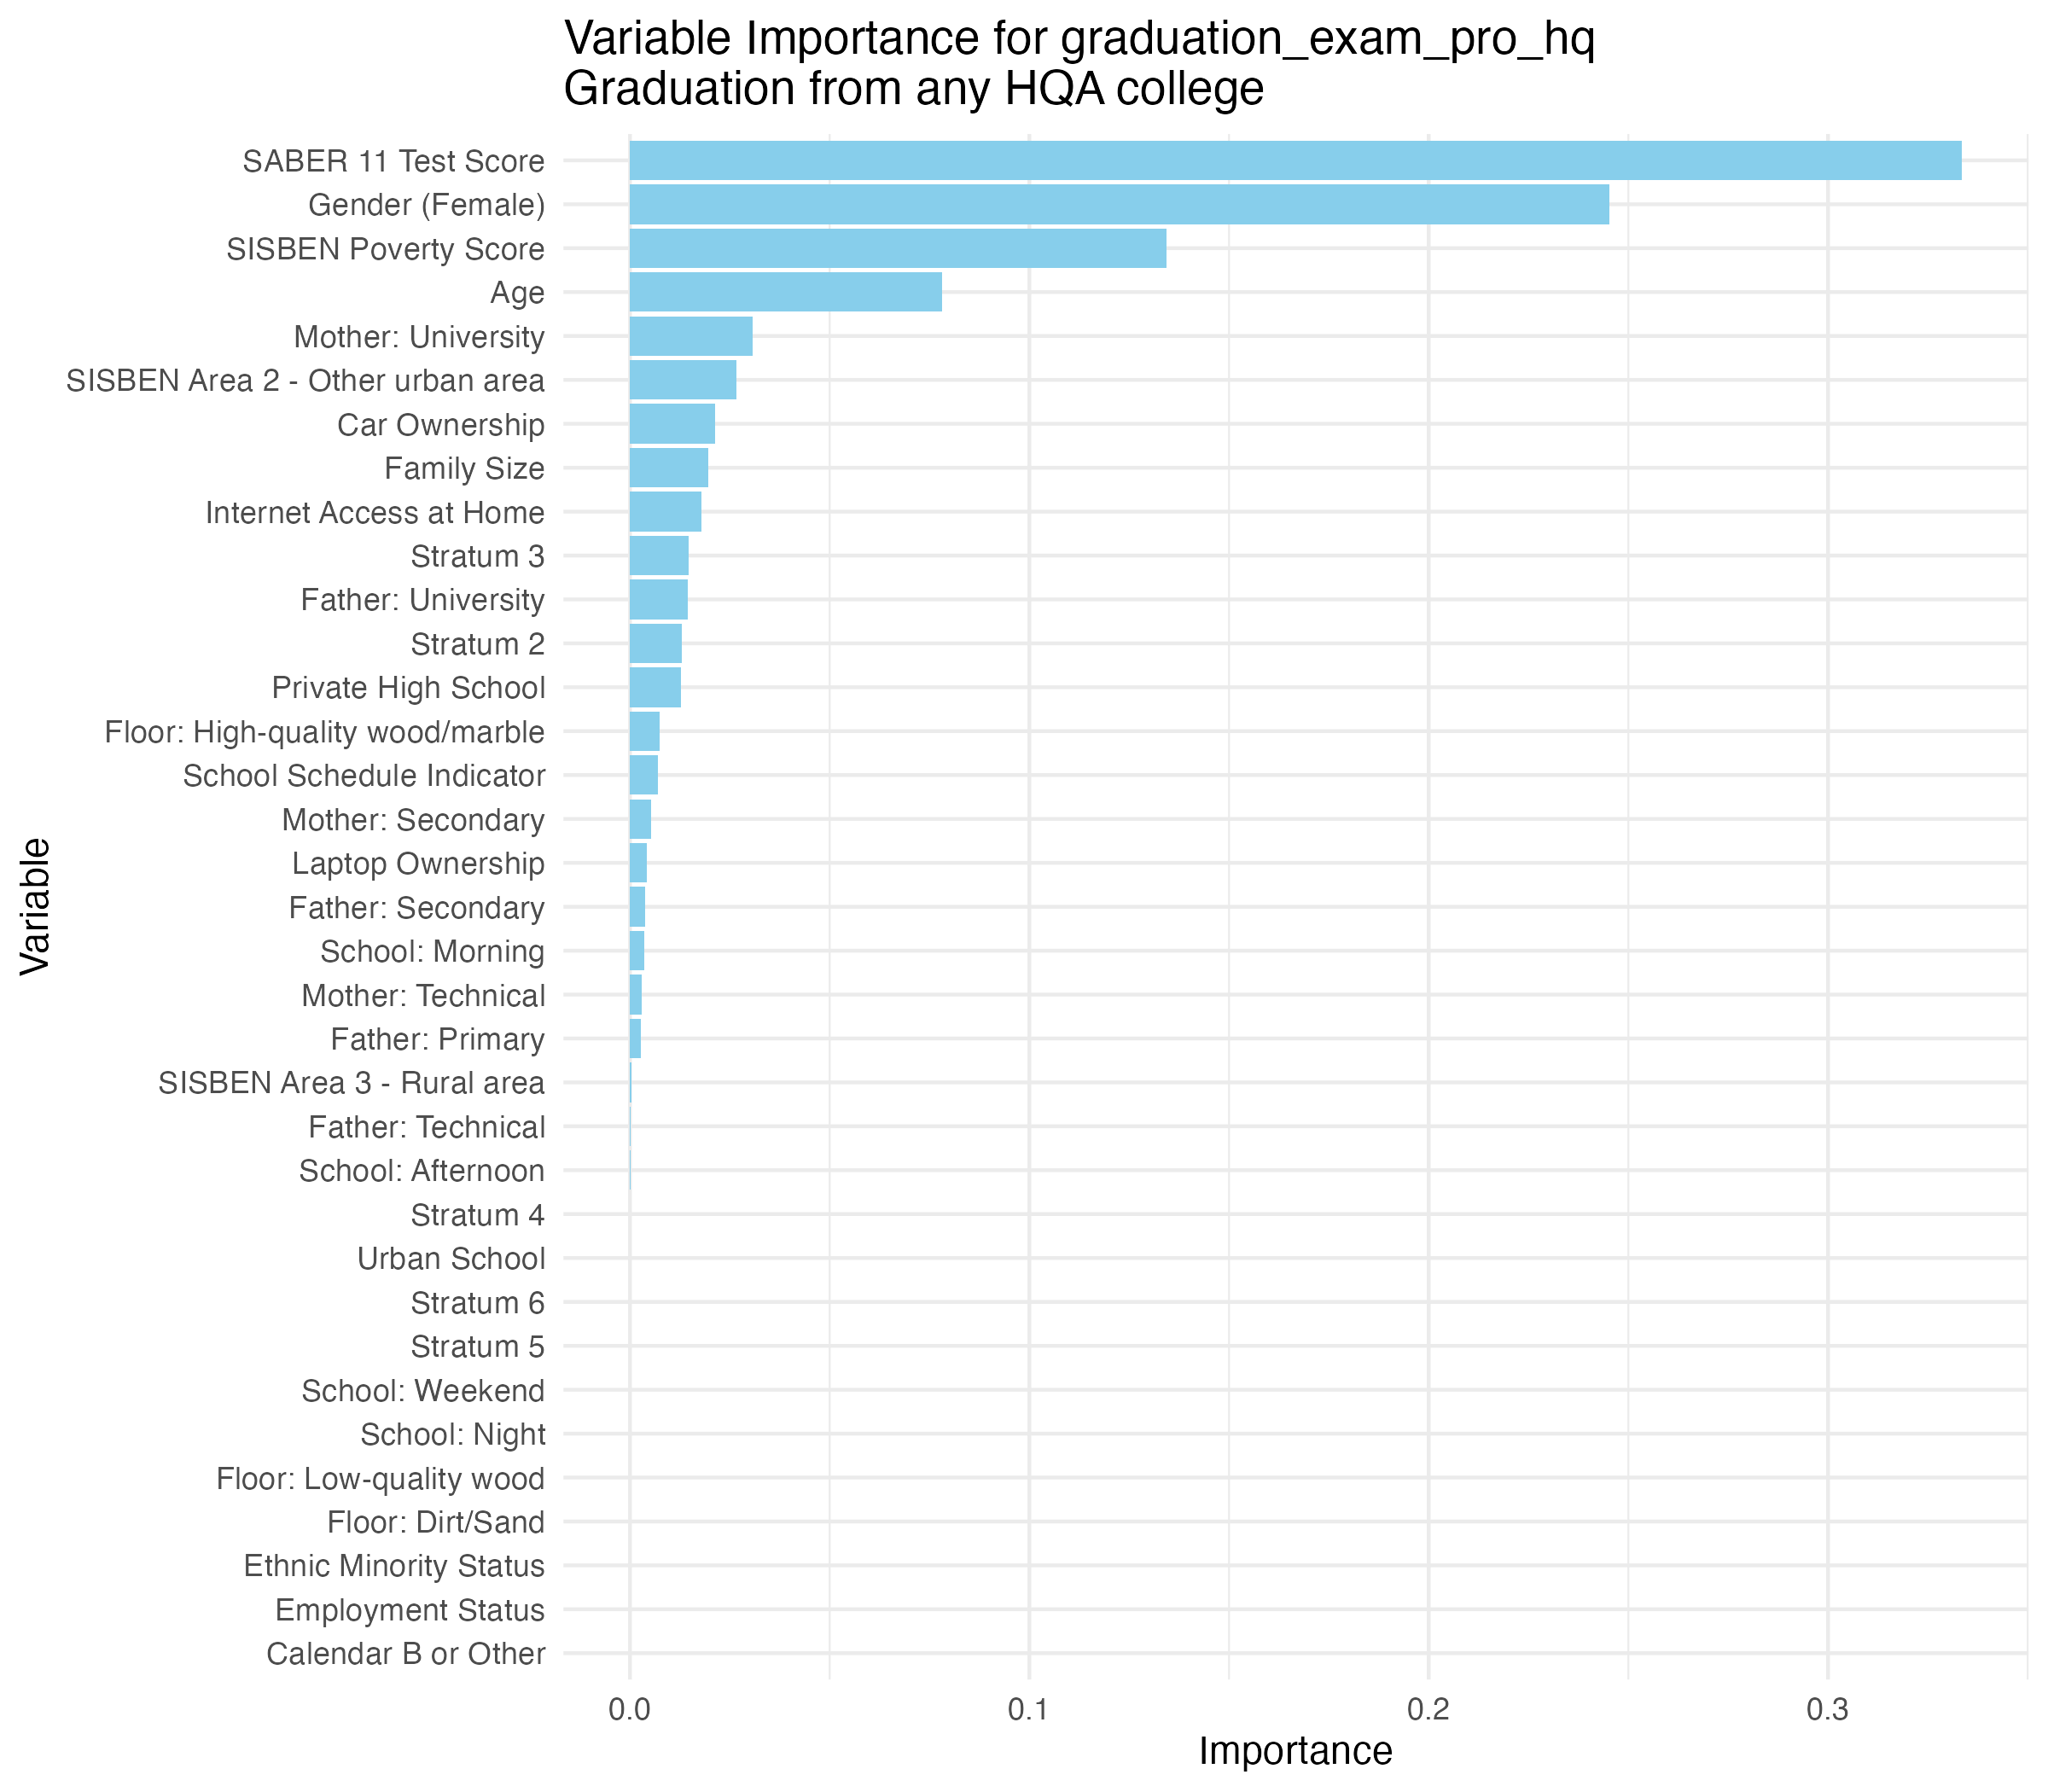 Variable Importance for graduation_exam_pro_hq
Graduation from any HQA college
SABER 11 Test Score
Gender (Female)
SISBEN Poverty Score
Age
Mother: University
SISBEN Area 2 - Other urban area
Car Ownership
Family Size
Internet Access at Home
Stratum 3
Father: University
Stratum 2
Private High School
Floor: High-quality wood/marble
School Schedule Indicator
Mother: Secondary
Laptop Ownership
Father: Secondary
School: Morning
Mother: Technical
Father: Primary
SISBEN Area 3 - Rural area
Father: Technical
School: Afternoon
Stratum 4
Urban School
Stratum 6
Stratum 5
School: Weekend
School: Night
Floor: Low-quality wood
Floor: Dirt/Sand
Ethnic Minority Status
Employment Status
Calendar B or Other
Variable
0.0 0.1 0.2 0.3
Importance